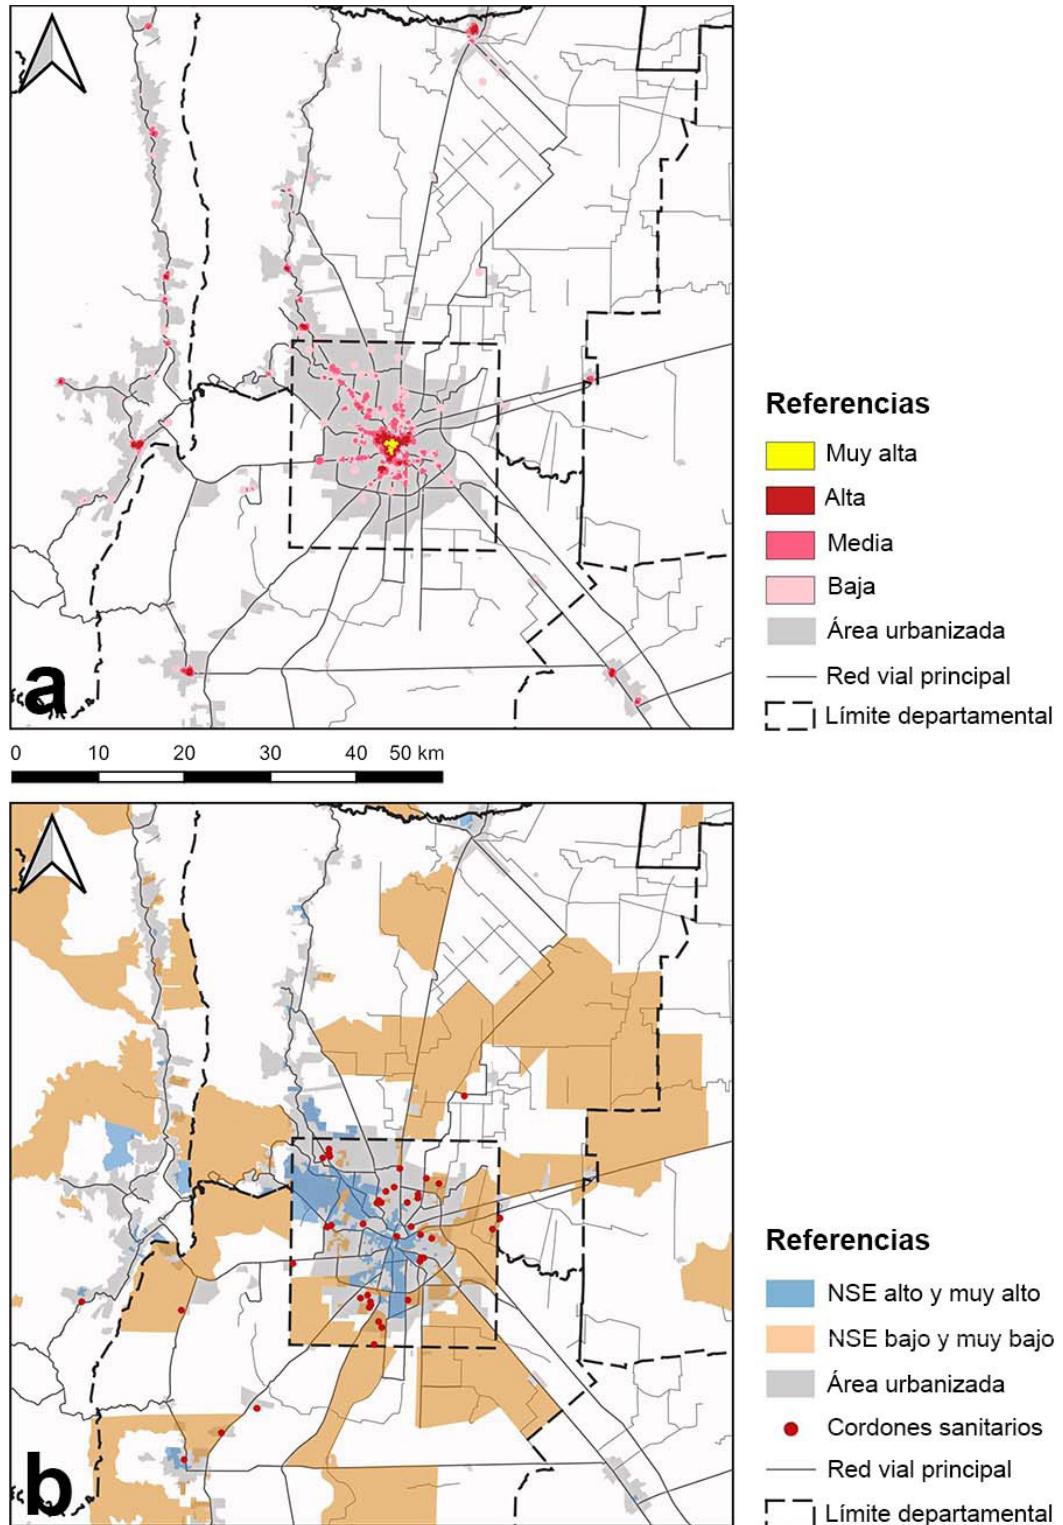 a
Referencias
Muy alta
Alta
Media
Baja
Área urbanizada
Red vial principal
Límite departamental
0 10 20 30 40 50 km
b
Referencias
NSE alto y muy alto
NSE bajo y muy bajo
Área urbanizada
Cordones sanitarios
Red vial principal
Límite departamental